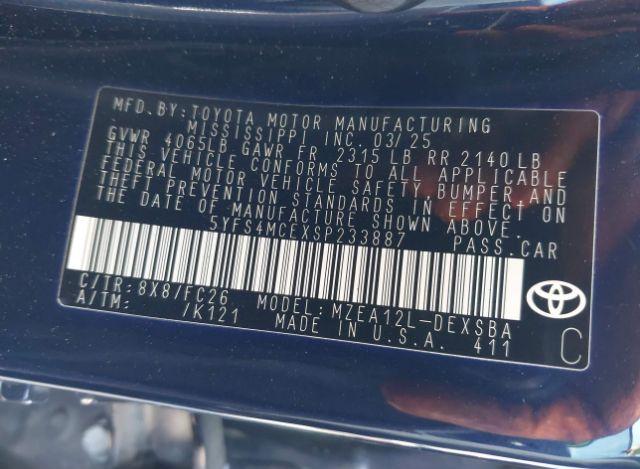 MFD.BY: TOYOTA MOTOR MANUFACTURING
MISSISSIPPI INC. 03/25
GVWR 4065LB GAWR FR 2315 LB RR 2140 LB
THIS VEHICLE CONFORMS TO ALL APPLICABLE
FEDERAL MOTOR VEHICLE SAFETY, BUMPER AND
THEFT PREVENTION STANDARDS IN EFFECT ON
THE DATE OF MANUFACTURE SHOWN ABOVE.
5YFS4MCEXSP233887 PASS.CAR
C/TR: 8X8/FC26 MODEL: MZEA12L-DEXSBA
A/TM: /K121 MADE IN U.S.A. 411
C